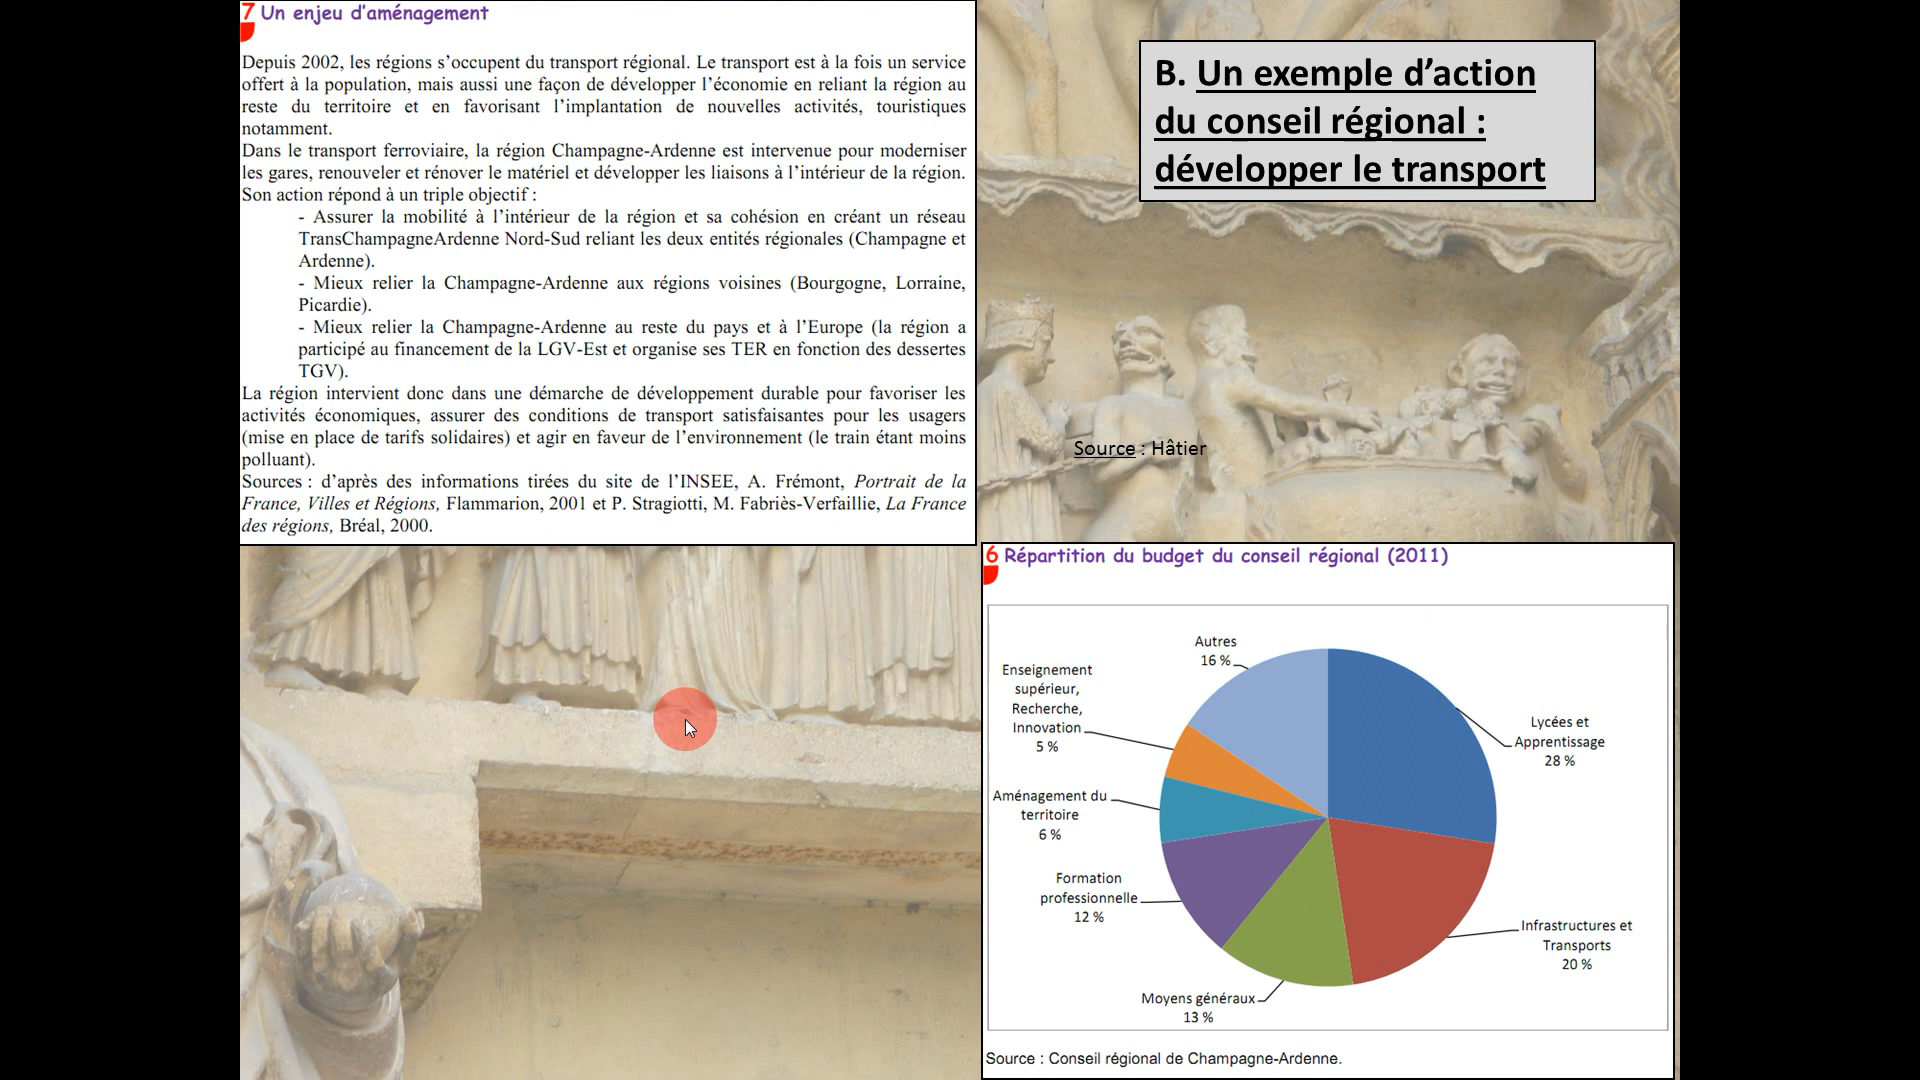 7 Un enjeu d’aménagement
Depuis 2002, les régions s’occupent du transport régional. Le transport est à la fois un service
offert à la population, mais aussi une façon de développer l’économie en reliant la région au
reste du territoire et en favorisant l’implantation de nouvelles activités, touristiques
notamment.
Dans le transport ferroviaire, la région Champagne-Ardenne est intervenue pour moderniser
les gares, renouveler et rénover le matériel et développer les liaisons à l’intérieur de la région.
Son action répond à un triple objectif :
- Assurer la mobilité à l’intérieur de la région et sa cohésion en créant un réseau
TransChampagneArdenne Nord-Sud reliant les deux entités régionales (Champagne et
Ardenne).
- Mieux relier la Champagne-Ardenne aux régions voisines (Bourgogne, Lorraine,
Picardie).
- Mieux relier la Champagne-Ardenne au reste du pays et à l’Europe (la région a
participé au financement de la LGV-Est et organise ses TER en fonction des dessertes
TGV).
La région intervient donc dans une démarche de développement durable pour favoriser les
activités économiques, assurer des conditions de transport satisfaisantes pour les usagers
(mise en place de tarifs solidaires) et agir en faveur de l’environnement (le train étant moins
polluant).
Sources : d’après des informations tirées du site de l’INSEE, A. Frémont, Portrait de la
France, Villes et Régions, Flammarion, 2001 et P. Stragiotti, M. Fabriès-Verfaillie, La France
des régions, Bréal, 2000.
B. Un exemple d’action
du conseil régional :
développer le transport
Source : Hâtier
6 Répartition du budget du conseil régional (2011)
Autres
16 %
Enseignement
supérieur,
Recherche,
Innovation
5 %
Aménagement du
territoire
6 %
Formation
professionnelle
12 %
Moyens généraux
13 %
Lycées et
Apprentissage
28 %
Infrastructures et
Transports
20 %
Source : Conseil régional de Champagne-Ardenne.